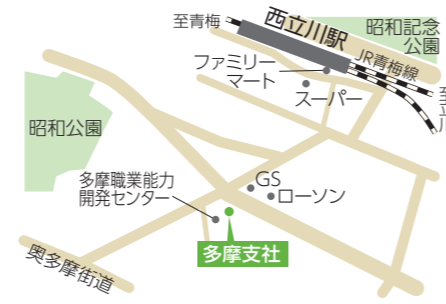 至青梅
西立川駅
昭和記念
公園
JR青梅線
至立川
ファミリー
マート
スーパー
昭和公園
多摩職業能力
開発センター
GS
ローソン
多摩支社
奥多摩街道